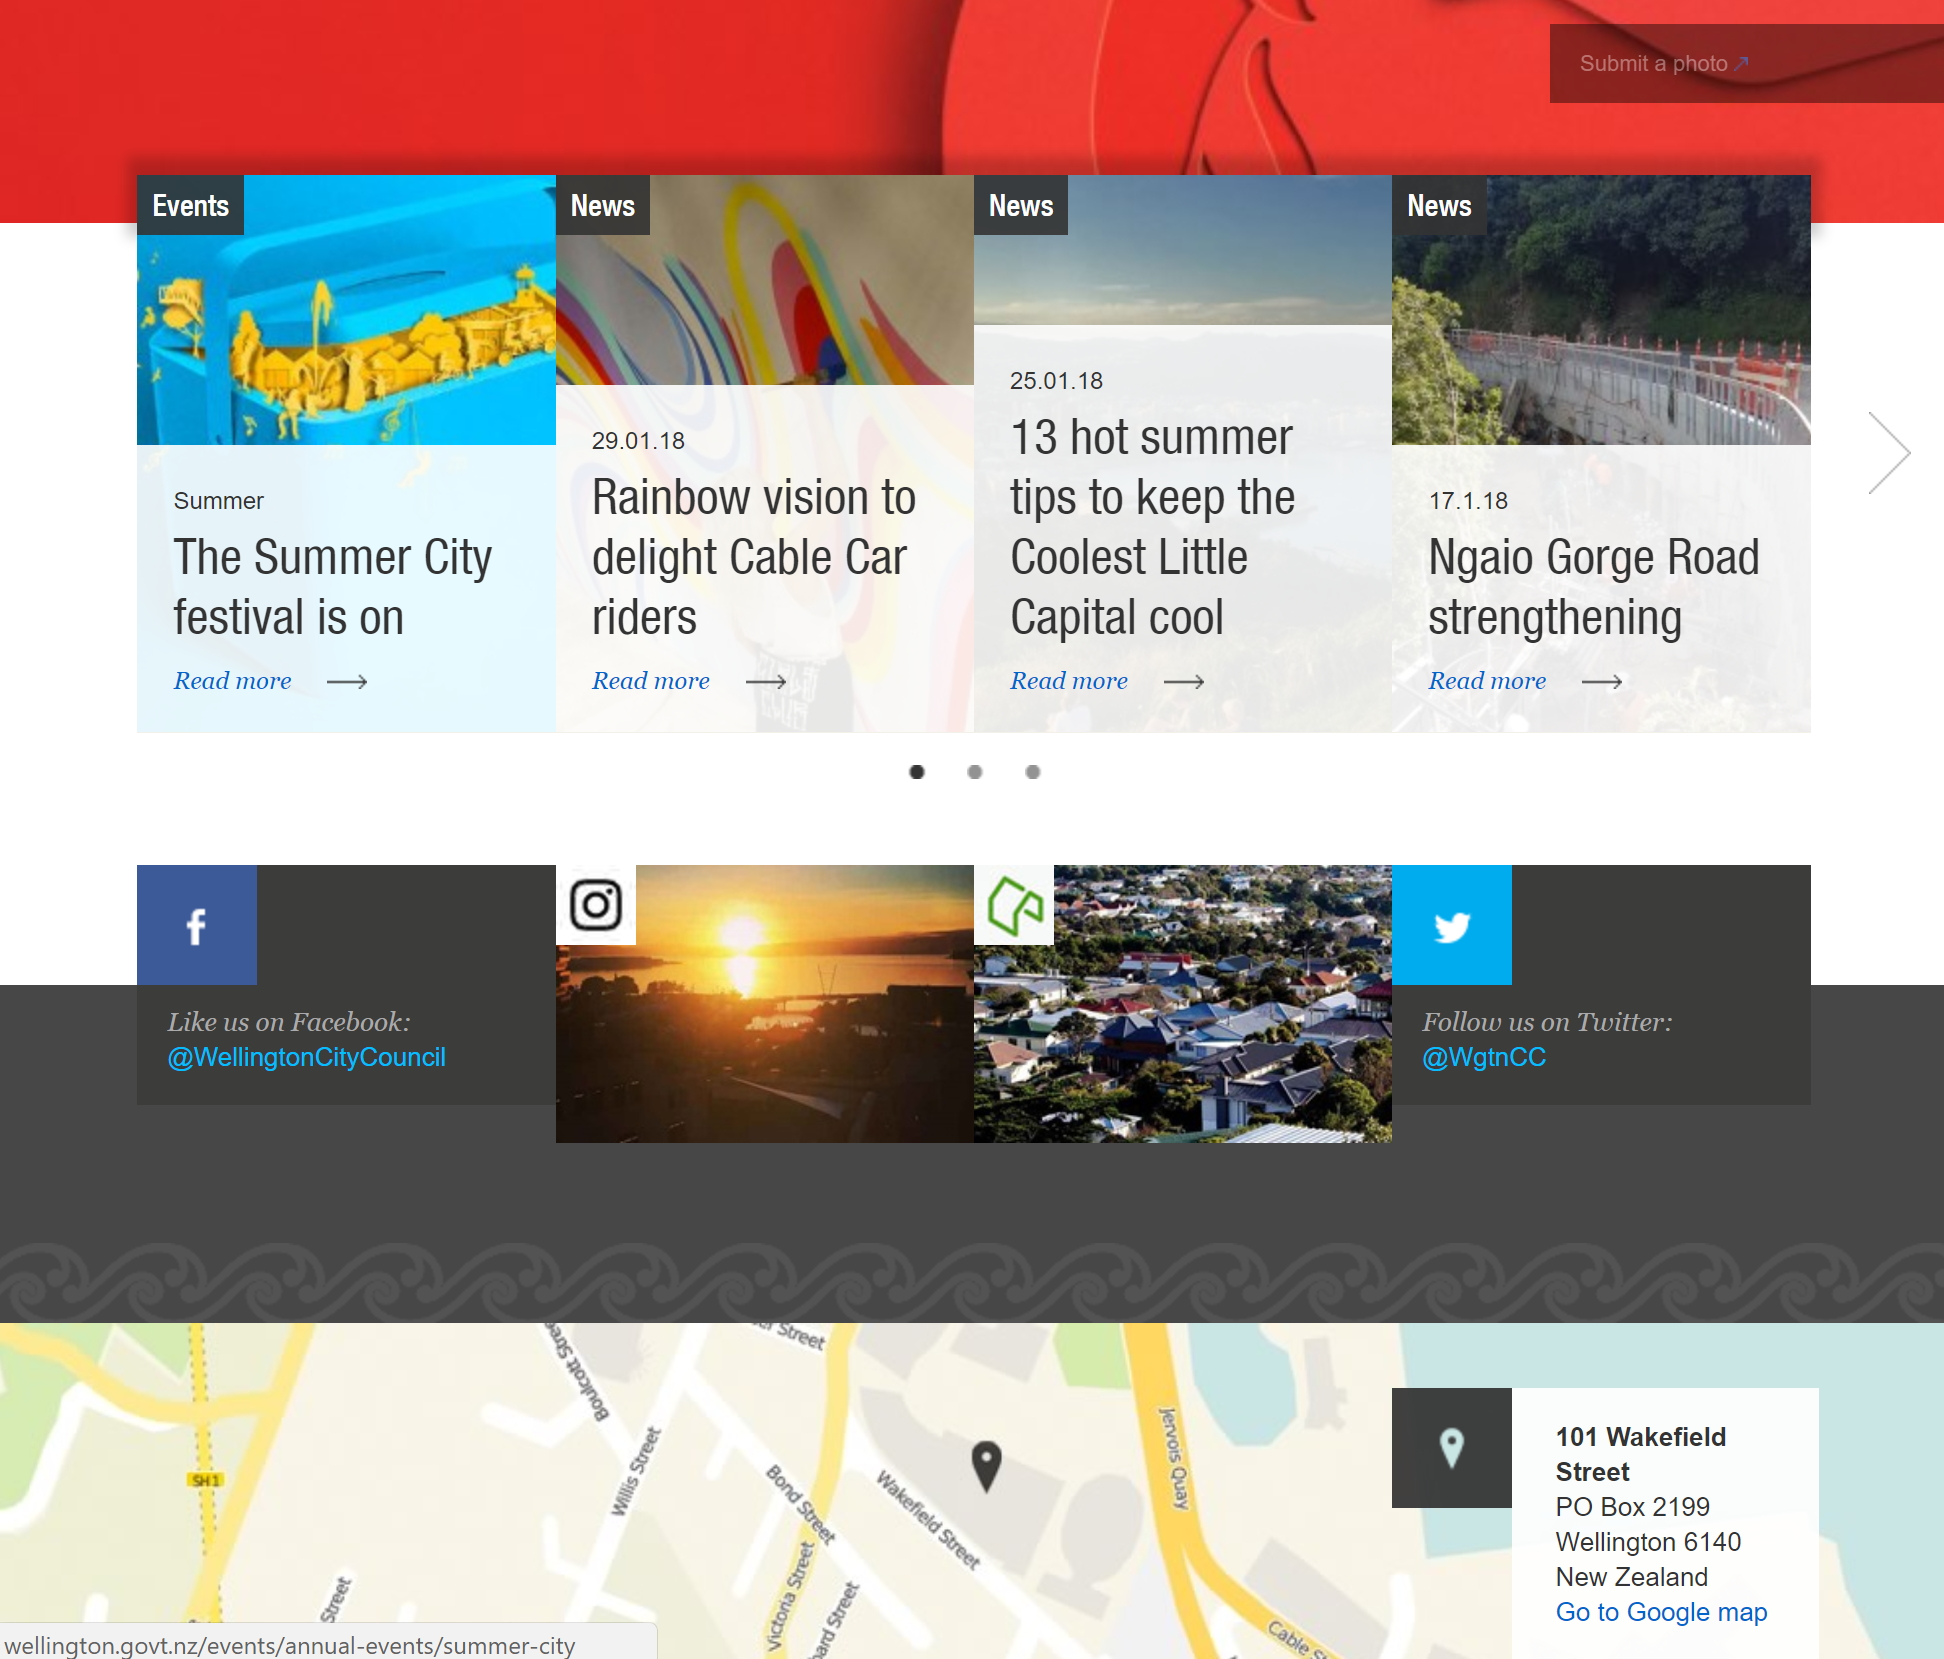 Submit a photo
Events
Summer
The Summer City
festival is on
Read more
News
29.01.18
Rainbow vision to
delight Cable Car
riders
Read more
News
25.01.18
13 hot summer
tips to keep the
Coolest Little
Capital cool
Read more
News
17.1.18
Ngaio Gorge Road
strengthening
Read more
Like us on Facebook:
@WellingtonCityCouncil
Follow us on Twitter:
@WgtnCC
Street
Boulcott Stree
Willis Street
Bond Street
Wakefield Street
Jervois Quay
SH1
Street
Victoria Street
Street
Cable
101 Wakefield
Street
PO Box 2199
Wellington 6140
New Zealand
Go to Google map
wellington.govt.nz/events/annual-events/summer-city